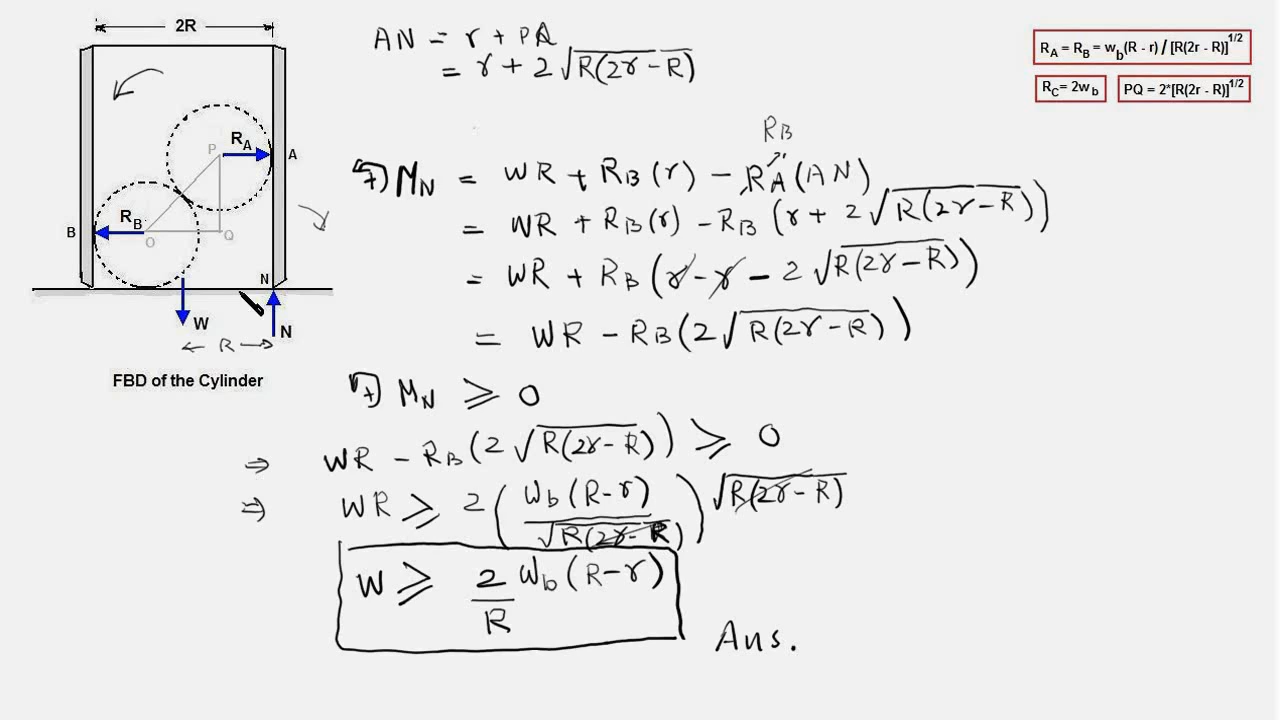 2R
AN = r + PQ
= r + 2√R(2r-R)
R_A = R_B = w_b(R - r) / [R(2r - R)]^1/2
R_C = 2w_b
PQ = 2*[R(2r - R)]^1/2
P
R_A
A
R_B
B
O
Q
N
W
N
R
FBD of the Cylinder
R_B
+) M_N = WR + R_B(r) - R_A(AN)
= WR + R_B(r) - R_B (r + 2√R(2r-R))
= WR + R_B (r - r - 2√R(2r-R))
= WR - R_B(2√R(2r-R))
+) M_N ≥ 0
⇒ WR - R_B(2√R(2r-R)) ≥ 0
⇒ WR ≥ 2 (W_b(R-r) / √R(2r-R)) √R(2r-R)
W ≥ 2/R W_b(R-r)
Ans.